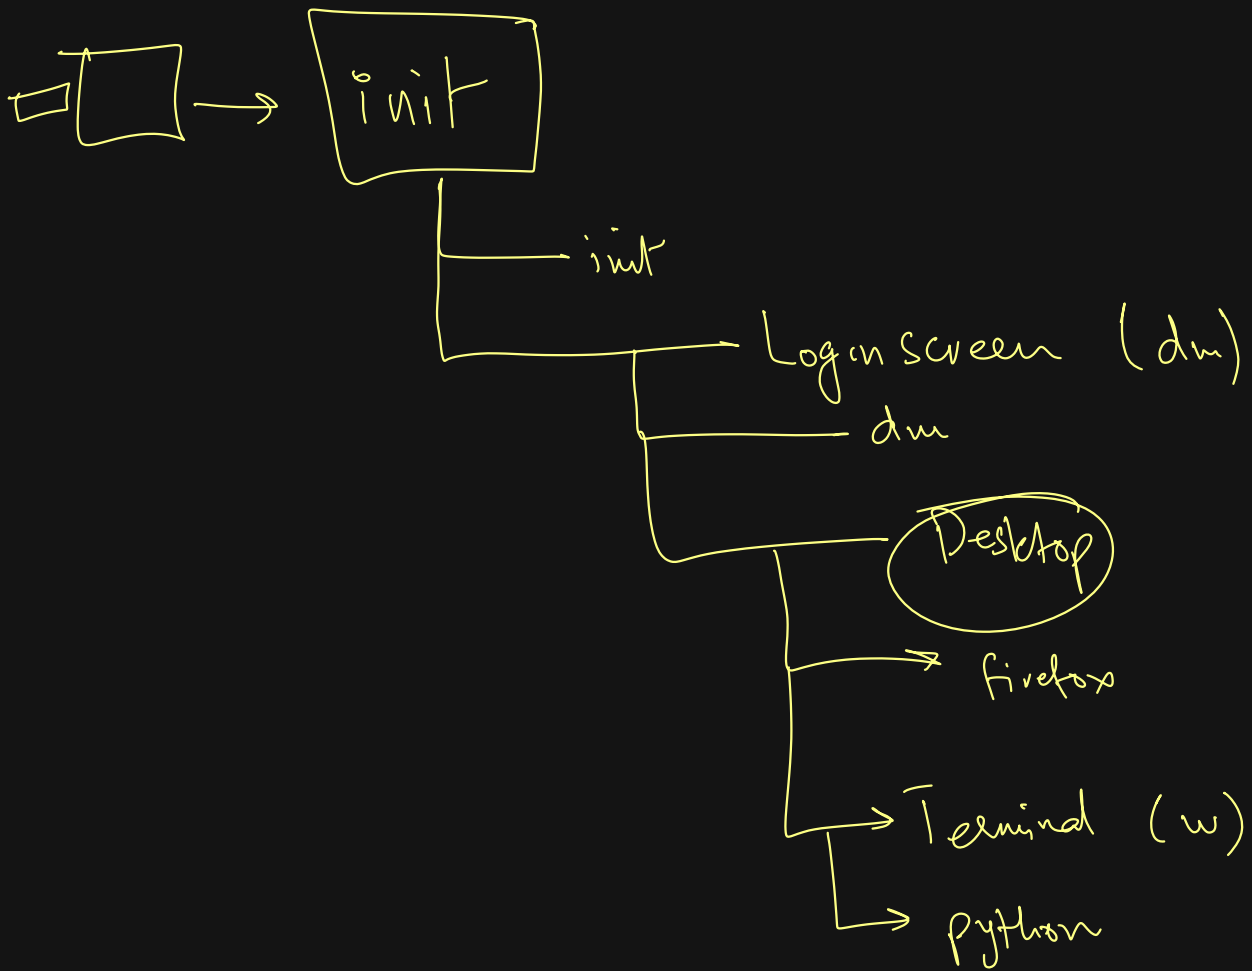 init
init
Login screen (dm)
dm
Desktop
firefox
Terminal (w)
python